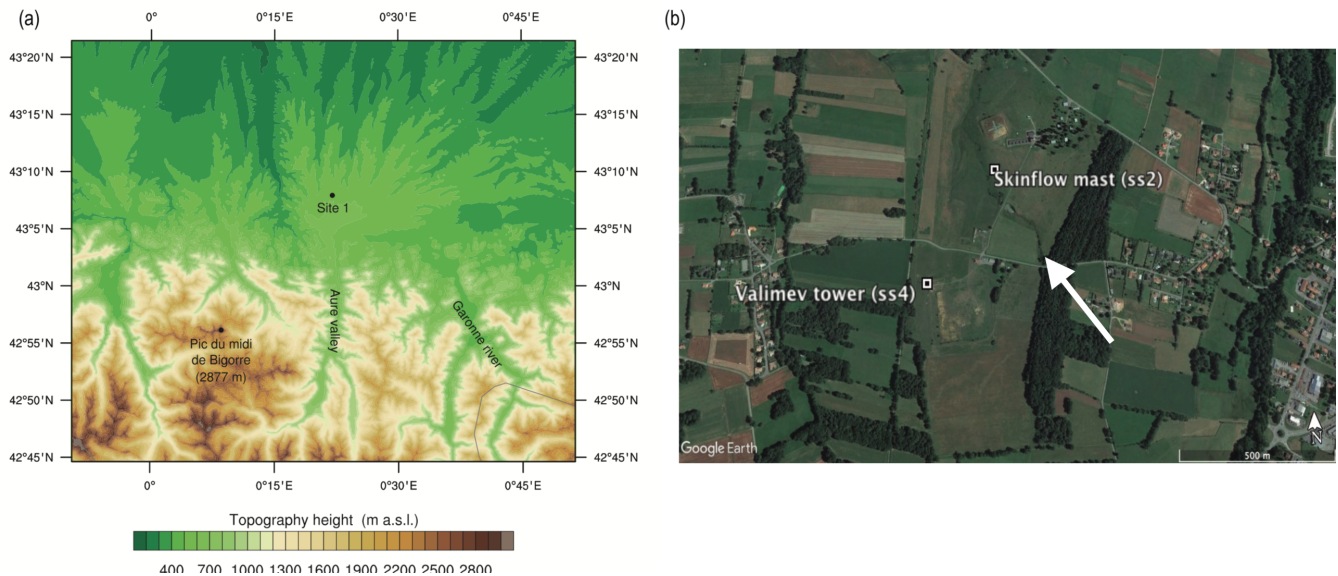 (a)
0° 0°15'E 0°30'E 0°45'E
43°20'N 43°20'N
43°15'N 43°15'N
43°10'N 43°10'N
Site 1
43°5'N 43°5'N
43°N 43°N
Aure valley
Garonne river
42°55'N 42°55'N
Pic du midi
de Bigorre
(2877 m)
42°50'N 42°50'N
42°45'N 42°45'N
0° 0°15'E 0°30'E 0°45'E
Topography height (m a.s.l.)
400 700 1000 1300 1600 1900 2200 2500 2800
(b)
Skinflow mast (ss2)
Valimev tower (ss4)
Google Earth
N
500 m